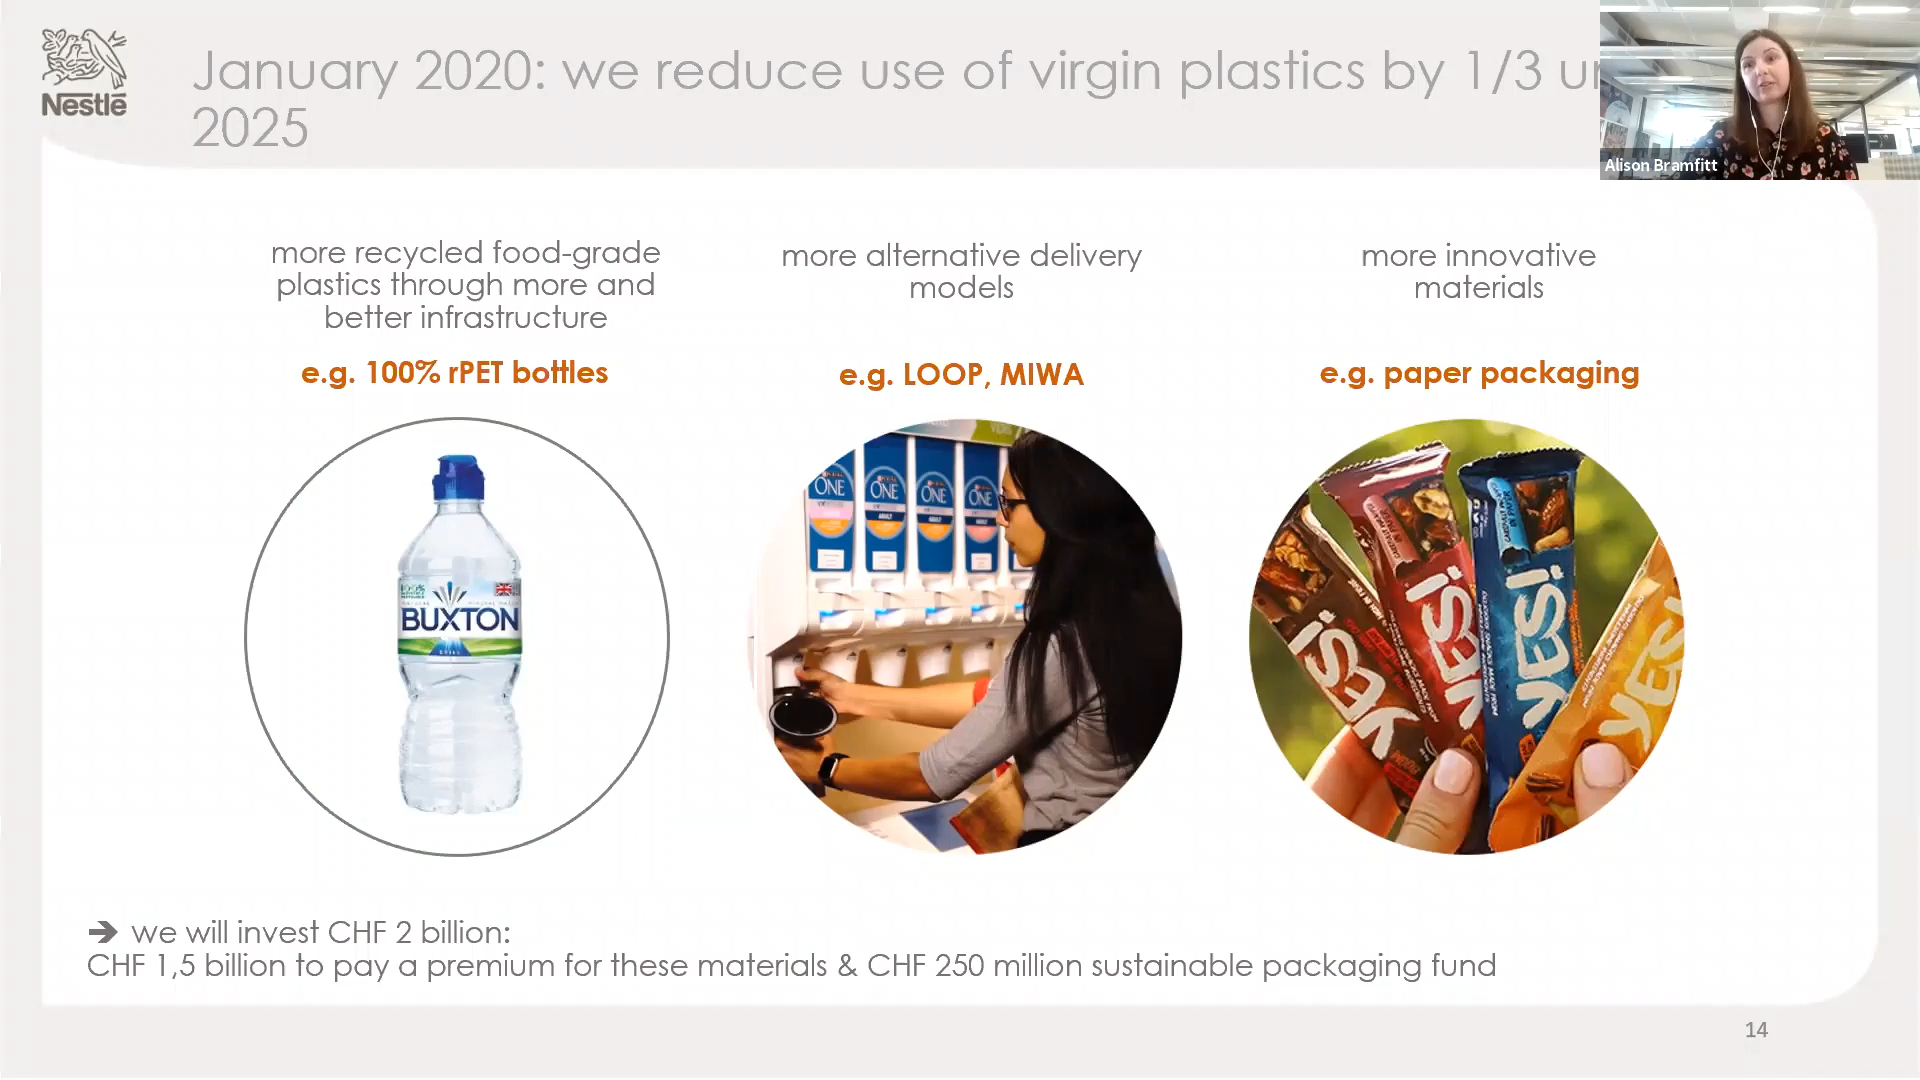 Nestlē
January 2020: we reduce use of virgin plastics by 1/3
2025
Alison Bramfitt
more recycled food-grade
plastics through more and
better infrastructure
e.g. 100% rPET bottles
more alternative delivery
models
e.g. LOOP, MIWA
more innovative
materials
e.g. paper packaging
BUXTON
ONE
ONE
ONE
ONE
YES!
YES!
YES!
YES!
➔ we will invest CHF 2 billion:
CHF 1,5 billion to pay a premium for these materials & CHF 250 million sustainable packaging fund
14